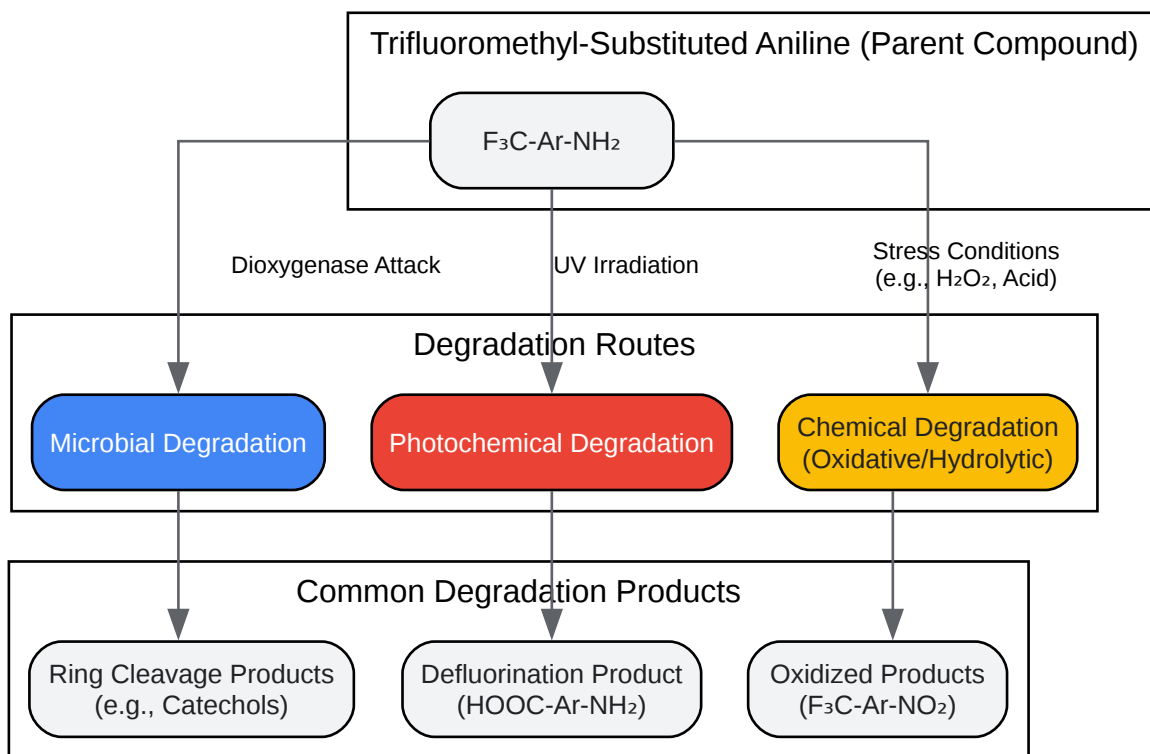 Trifluoromethyl-Substituted Aniline (Parent Compound)
F₃C-Ar-NH₂
Dioxygenase Attack
UV Irradiation
Stress Conditions
(e.g., H₂O₂, Acid)
Degradation Routes
Microbial Degradation
Photochemical Degradation
Chemical Degradation
(Oxidative/Hydrolytic)
Common Degradation Products
Ring Cleavage Products
(e.g., Catechols)
Defluorination Product
(HOOC-Ar-NH₂)
Oxidized Products
(F₃C-Ar-NO₂)